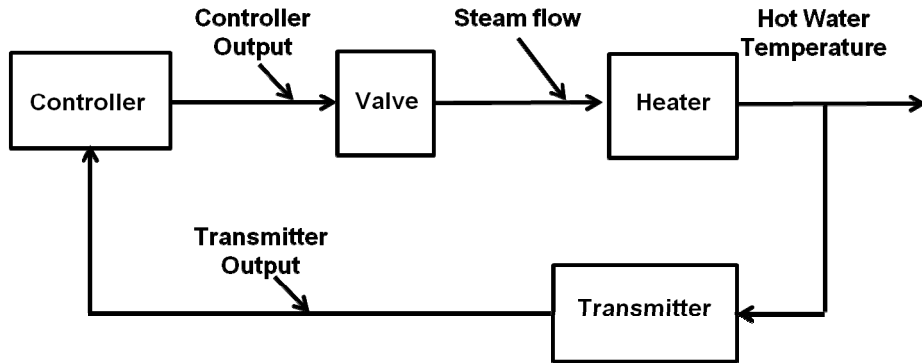 Controller
Output
Steam flow
Hot Water
Temperature
Controller
Valve
Heater
Transmitter
Output
Transmitter